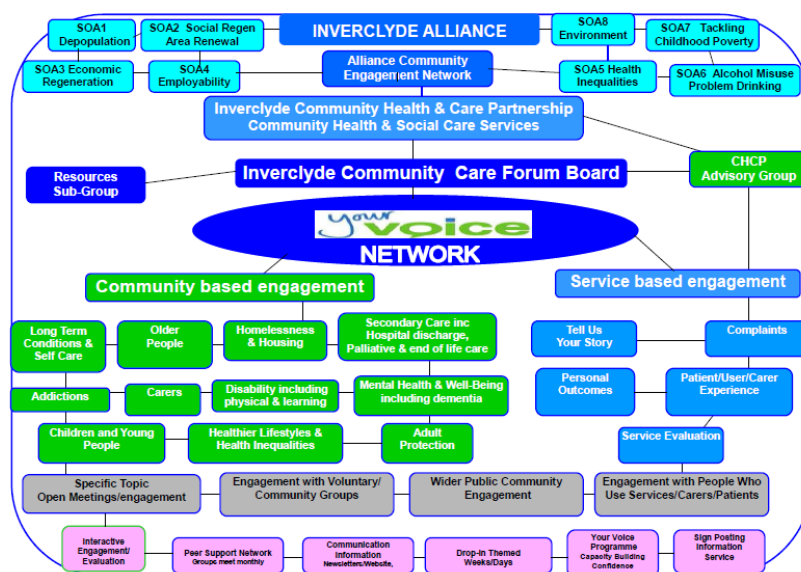 SOA1
Depopulation
SOA2 Social Regen
Area Renewal
INVERCLYDE ALLIANCE
SOA8
Environment
SOA7 Tackling
Childhood Poverty
SOA3 Economic
Regeneration
SOA4
Employability
Alliance Community
Engagement Network
SOA5 Health
Inequalities
SOA6 Alcohol Misuse
Problem Drinking
Inverclyde Community Health & Care Partnership
Community Health & Social Care Services
Resources
Sub-Group
Inverclyde Community Care Forum Board
CHCP
Advisory Group
your
voice
NETWORK
Community based engagement
Service based engagement
Long Term
Conditions &
Self Care
Older
People
Homelessness
& Housing
Secondary Care inc
Hospital discharge,
Palliative & end of life care
Tell Us
Your Story
Complaints
Addictions
Carers
Disability including
physical & learning
Mental Health & Well-Being
including dementia
Personal
Outcomes
Patient/User/Carer
Experience
Children and Young
People
Healthier Lifestyles &
Health Inequalities
Adult
Protection
Service Evaluation
Specific Topic
Open Meetings/engagement
Engagement with Voluntary/
Community Groups
Wider Public Community
Engagement
Engagement with People Who
Use Services/Carers/Patients
Interactive
Engagement/
Evaluation
Peer Support Network
Groups meet monthly
Communication
Information
Newsletters/Website,
Drop-In Themed
Weeks/Days
Your Voice
Programme
Capacity Building
Confidence
Sign Posting
Information
Service